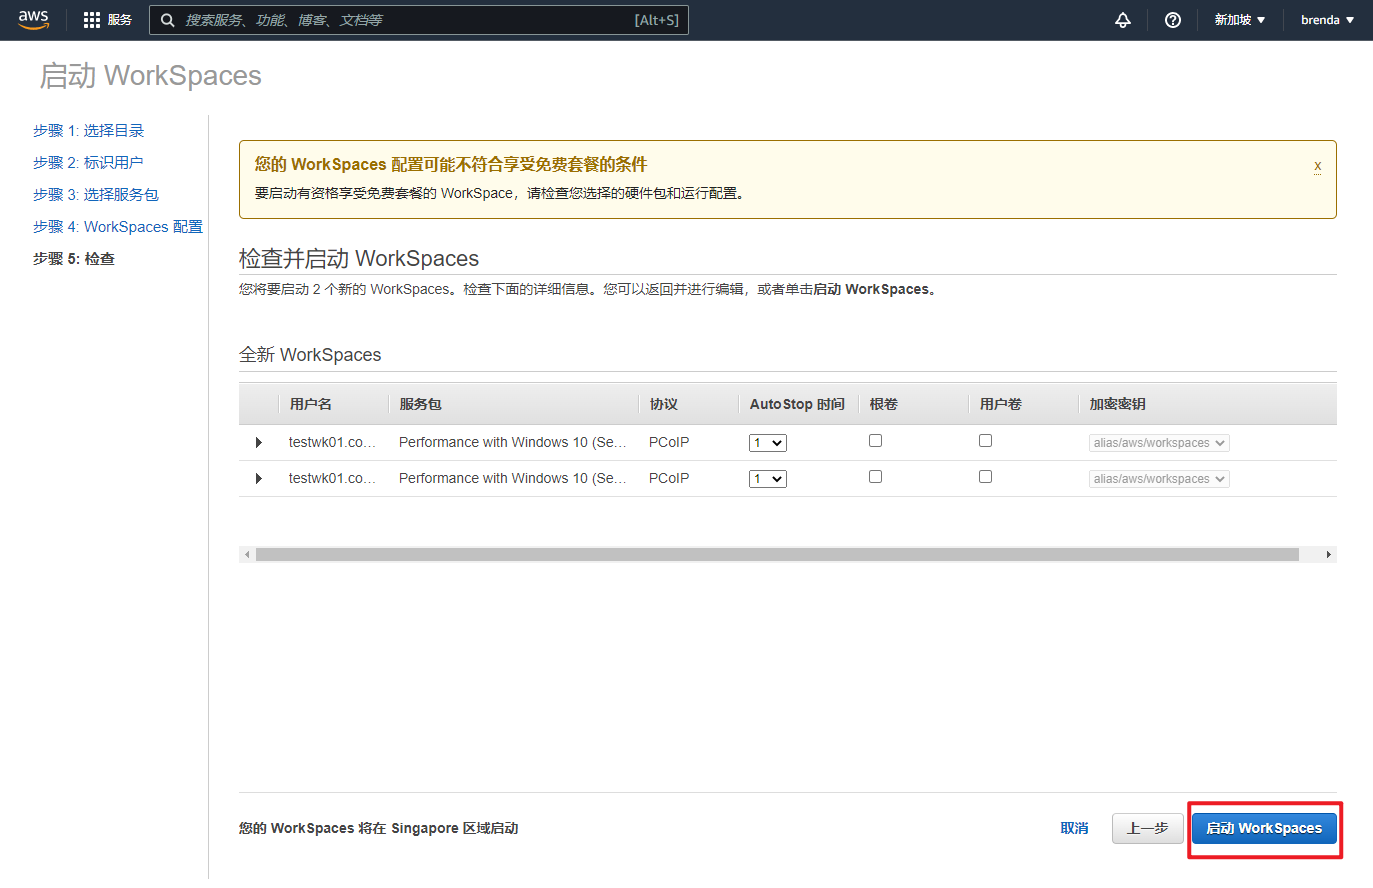 aws 服务 搜索服务、功能、博客、文档等 [Alt+S] 新加坡 brenda
启动 WorkSpaces
步骤 1: 选择目录
步骤 2: 标识用户
步骤 3: 选择服务包
步骤 4: WorkSpaces 配置
步骤 5: 检查
您的 WorkSpaces 配置可能不符合享受免费套餐的条件 x
要启动有资格享受免费套餐的 WorkSpace，请检查您选择的硬件包和运行配置。
检查并启动 WorkSpaces
您将要启动 2 个新的 WorkSpaces。检查下面的详细信息。您可以返回并进行编辑，或者单击启动 WorkSpaces。
全新 WorkSpaces
用户名 服务包 协议 AutoStop 时间 根卷 用户卷 加密密钥
testwk01.co... Performance with Windows 10 (Se... PCoIP 1 alias/aws/workspaces
testwk01.co... Performance with Windows 10 (Se... PCoIP 1 alias/aws/workspaces
您的 WorkSpaces 将在 Singapore 区域启动 取消 上一步 启动 WorkSpaces